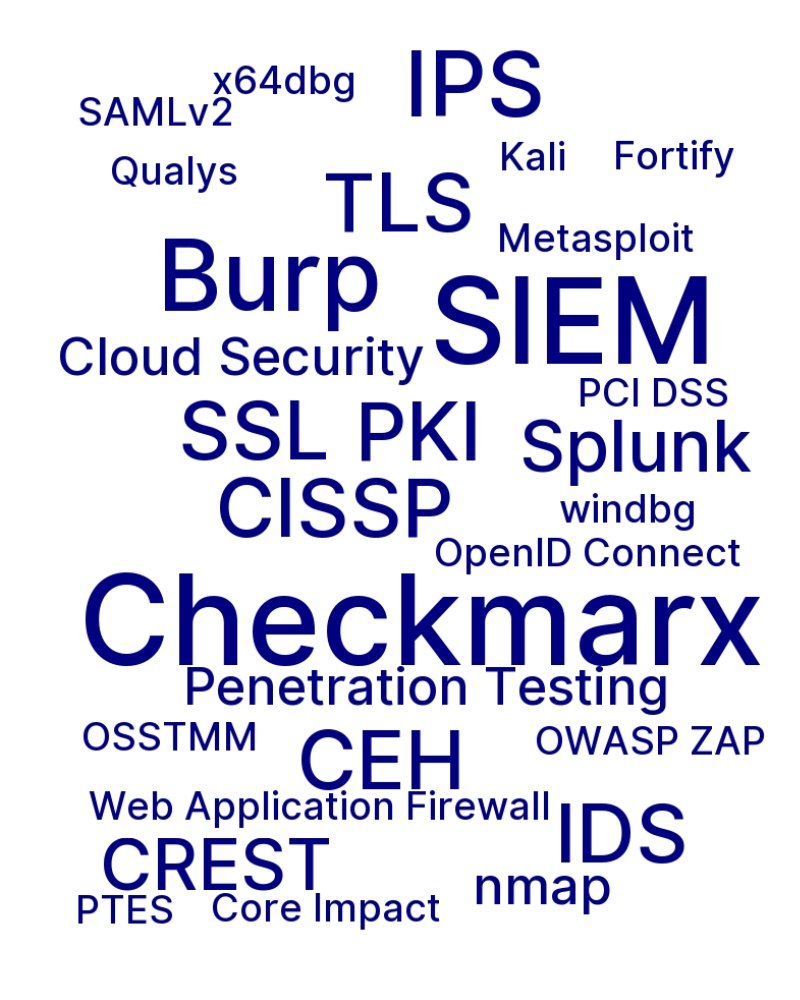 x64dbg
IPS
SAMLv2
Qualys
Kali
Fortify
TLS
Metasploit
Burp
SIEM
Cloud Security
PCI DSS
SSL PKI
Splunk
CISSP
windbg
OpenID Connect
Checkmarx
Penetration Testing
OSSTMM
CEH
OWASP ZAP
Web Application Firewall
IDS
CREST
nmap
PTES
Core Impact